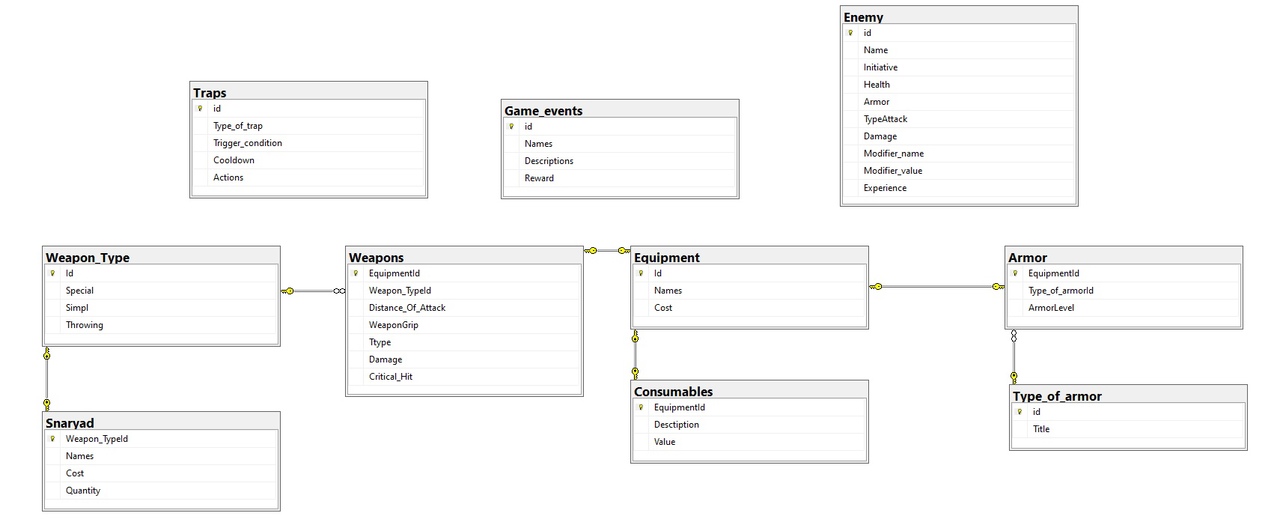 Enemy
id
Name
Initiative
Health
Armor
TypeAttack
Damage
Modifier_name
Modifier_value
Experience
Traps
id
Type_of_trap
Trigger_condition
Cooldown
Actions
Game_events
id
Names
Descriptions
Reward
Weapon_Type
Id
Special
Simpl
Throwing
Weapons
EquipmentId
Weapon_TypeId
Distance_Of_Attack
WeaponGrip
Ttype
Damage
Critical_Hit
Equipment
Id
Names
Cost
Armor
EquipmentId
Type_of_armorId
ArmorLevel
Snaryad
Weapon_TypeId
Names
Cost
Quantity
Consumables
EquipmentId
Desctiption
Value
Type_of_armor
id
Title